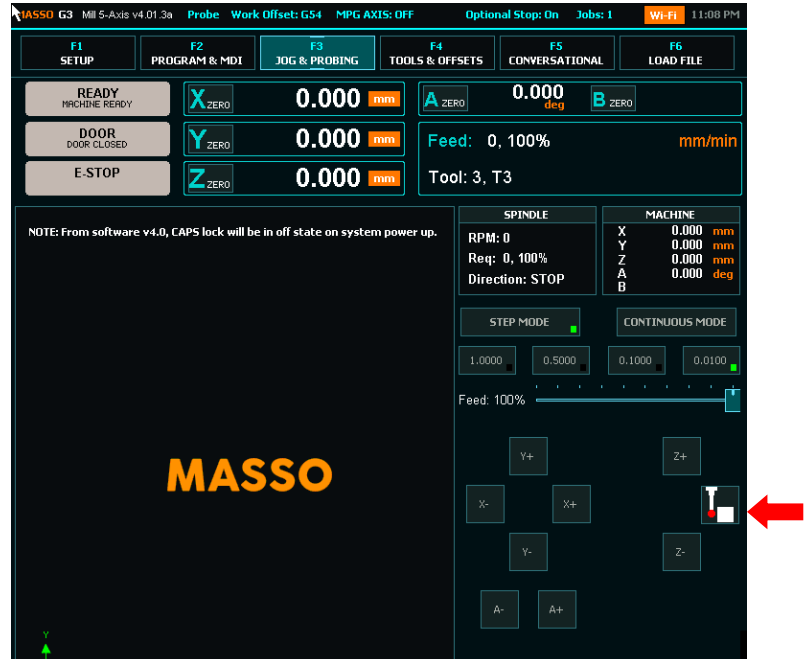 MASSO G3 Mill 5-Axis v4.01.3a Probe Work Offset: G54 MPG AXIS: OFF Optional Stop: On Jobs: 1 Wi-Fi 11:08 PM
F1 F2 F3 F4 F5 F6
SETUP PROGRAM & MDI JOG & PROBING TOOLS & OFFSETS CONVERSATIONAL LOAD FILE
READY
MACHINE READY
X ZERO 0.000 mm
A ZERO 0.000 deg B ZERO
DOOR
DOOR CLOSED
Y ZERO 0.000 mm
Feed: 0, 100% mm/min
E-STOP
Z ZERO 0.000 mm
Tool: 3, T3
NOTE: From software v4.0, CAPS lock will be in off state on system power up.
SPINDLE
RPM: 0
Req: 0, 100%
Direction: STOP
MACHINE
X 0.000 mm
Y 0.000 mm
Z 0.000 mm
A 0.000 deg
B
STEP MODE CONTINUOUS MODE
1.0000 0.5000 0.1000 0.0100
Feed: 100%
MASSO
Y+ Z+
X- X+
Y- Z-
A- A+
Y